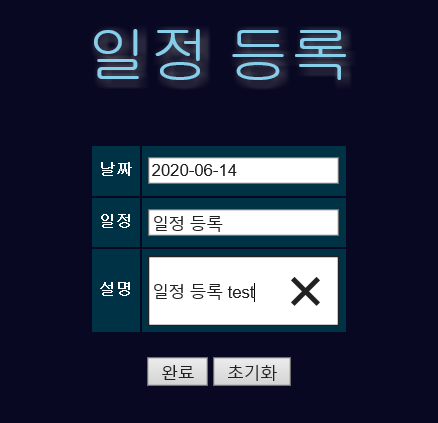 일정 등록
날짜 2020-06-14
일정 일정 등록
설명 일정 등록 test
완료 초기화